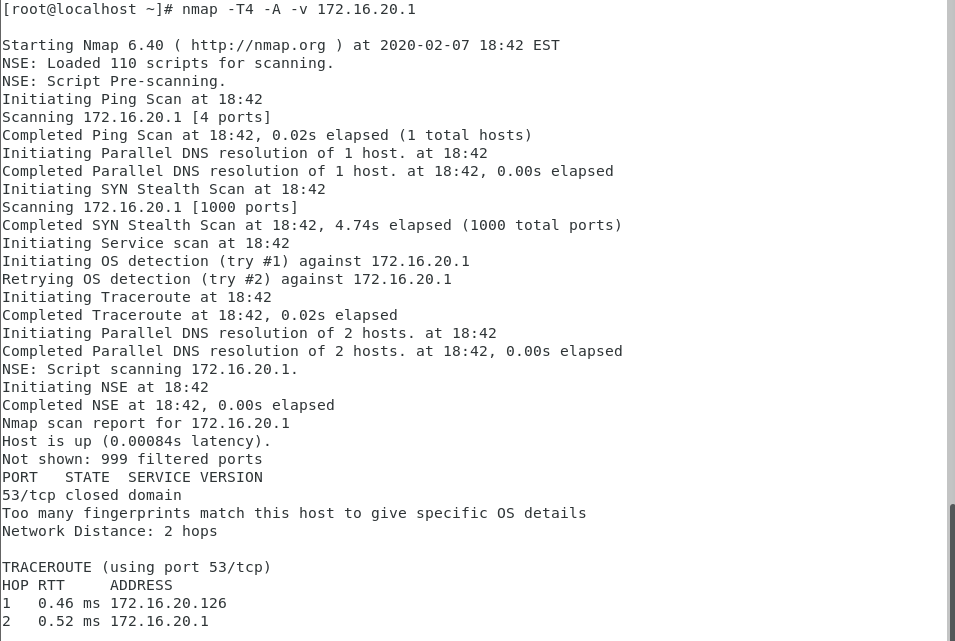 [root@localhost ~]# nmap -T4 -A -v 172.16.20.1
Starting Nmap 6.40 ( http://nmap.org ) at 2020-02-07 18:42 EST
NSE: Loaded 110 scripts for scanning.
NSE: Script Pre-scanning.
Initiating Ping Scan at 18:42
Scanning 172.16.20.1 [4 ports]
Completed Ping Scan at 18:42, 0.02s elapsed (1 total hosts)
Initiating Parallel DNS resolution of 1 host. at 18:42
Completed Parallel DNS resolution of 1 host. at 18:42, 0.00s elapsed
Initiating SYN Stealth Scan at 18:42
Scanning 172.16.20.1 [1000 ports]
Completed SYN Stealth Scan at 18:42, 4.74s elapsed (1000 total ports)
Initiating Service scan at 18:42
Initiating OS detection (try #1) against 172.16.20.1
Retrying OS detection (try #2) against 172.16.20.1
Initiating Traceroute at 18:42
Completed Traceroute at 18:42, 0.02s elapsed
Initiating Parallel DNS resolution of 2 hosts. at 18:42
Completed Parallel DNS resolution of 2 hosts. at 18:42, 0.00s elapsed
NSE: Script scanning 172.16.20.1.
Initiating NSE at 18:42
Completed NSE at 18:42, 0.00s elapsed
Nmap scan report for 172.16.20.1
Host is up (0.00084s latency).
Not shown: 999 filtered ports
PORT   STATE  SERVICE VERSION
53/tcp closed domain
Too many fingerprints match this host to give specific OS details
Network Distance: 2 hops
TRACEROUTE (using port 53/tcp)
HOP RTT     ADDRESS
1   0.46 ms 172.16.20.126
2   0.52 ms 172.16.20.1